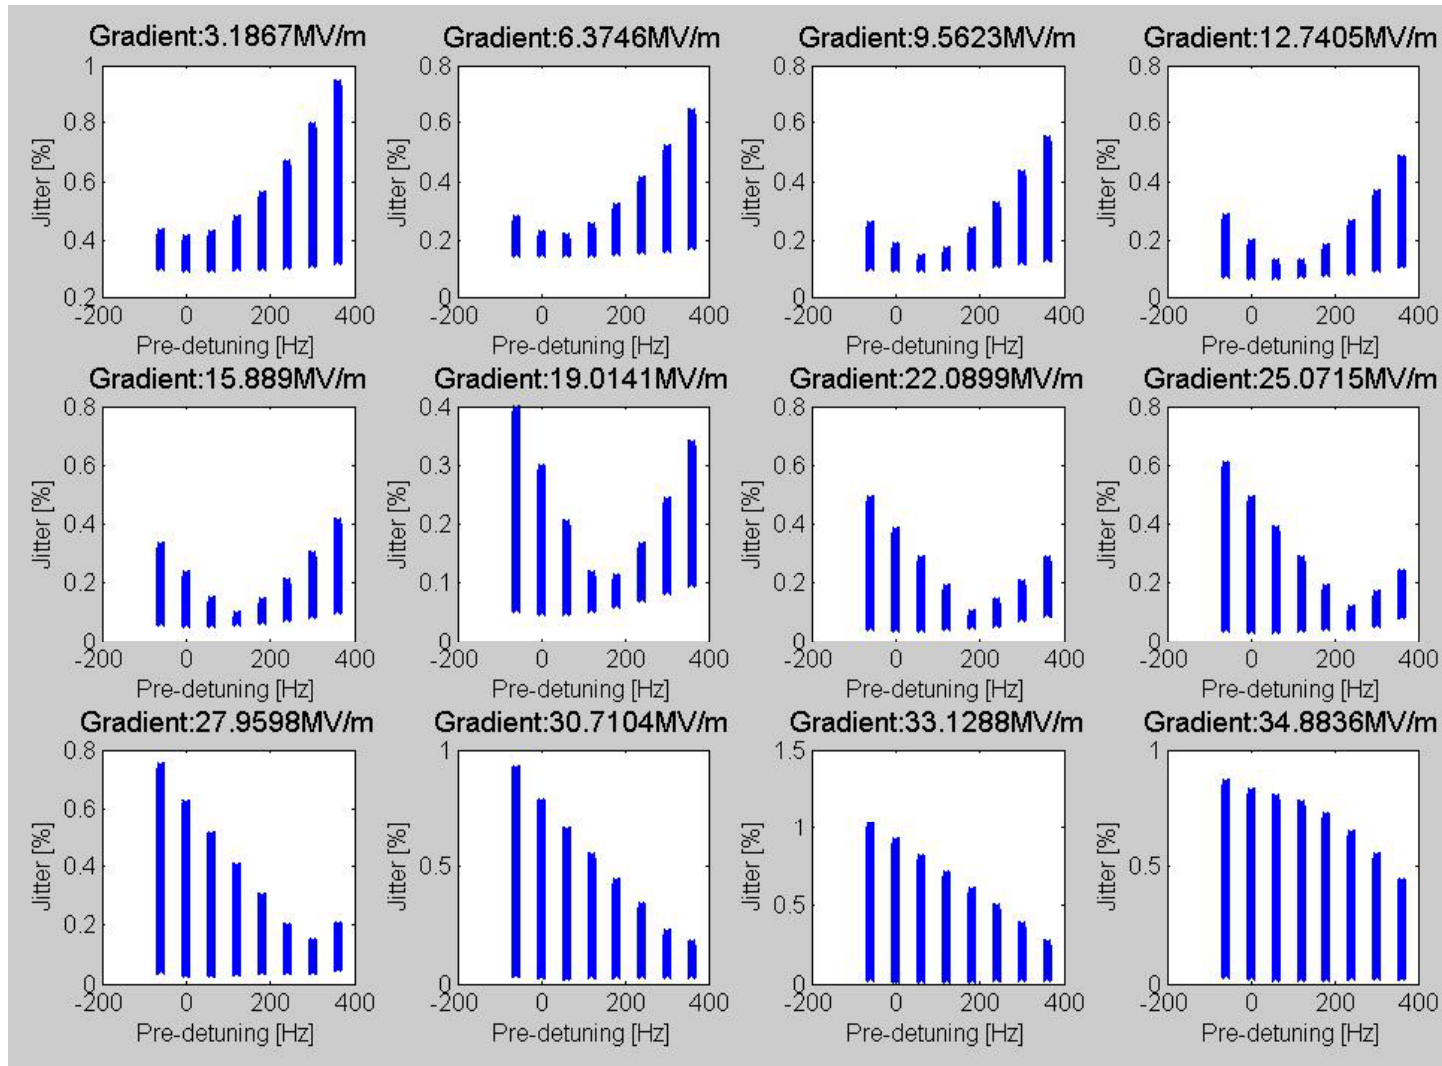 Gradient:3.1867MV/m Gradient:6.3746MV/m Gradient:9.5623MV/m Gradient:12.7405MV/m
1 0.8 0.8 0.8
0.8 0.6 0.6 0.6
0.6 0.4 0.4 0.4
0.4 0.2 0.2 0.2
0.2 0 0 0
Jitter [%] Jitter [%] Jitter [%] Jitter [%]
-200 0 200 400 -200 0 200 400 -200 0 200 400 -200 0 200 400
Pre-detuning [Hz] Pre-detuning [Hz] Pre-detuning [Hz] Pre-detuning [Hz]
Gradient:15.889MV/m Gradient:19.0141MV/m Gradient:22.0899MV/m Gradient:25.0715MV/m
0.8 0.4 0.8 0.8
0.6 0.3 0.6 0.6
0.4 0.2 0.4 0.4
0.2 0.1 0.2 0.2
0 0 0 0
Jitter [%] Jitter [%] Jitter [%] Jitter [%]
-200 0 200 400 -200 0 200 400 -200 0 200 400 -200 0 200 400
Pre-detuning [Hz] Pre-detuning [Hz] Pre-detuning [Hz] Pre-detuning [Hz]
Gradient:27.9598MV/m Gradient:30.7104MV/m Gradient:33.1288MV/m Gradient:34.8836MV/m
0.8 1 1.5 1
0.6 0.5 1 0.5
0.4 0 0.5 0
0.2 0
0
Jitter [%] Jitter [%] Jitter [%] Jitter [%]
-200 0 200 400 -200 0 200 400 -200 0 200 400 -200 0 200 400
Pre-detuning [Hz] Pre-detuning [Hz] Pre-detuning [Hz] Pre-detuning [Hz]